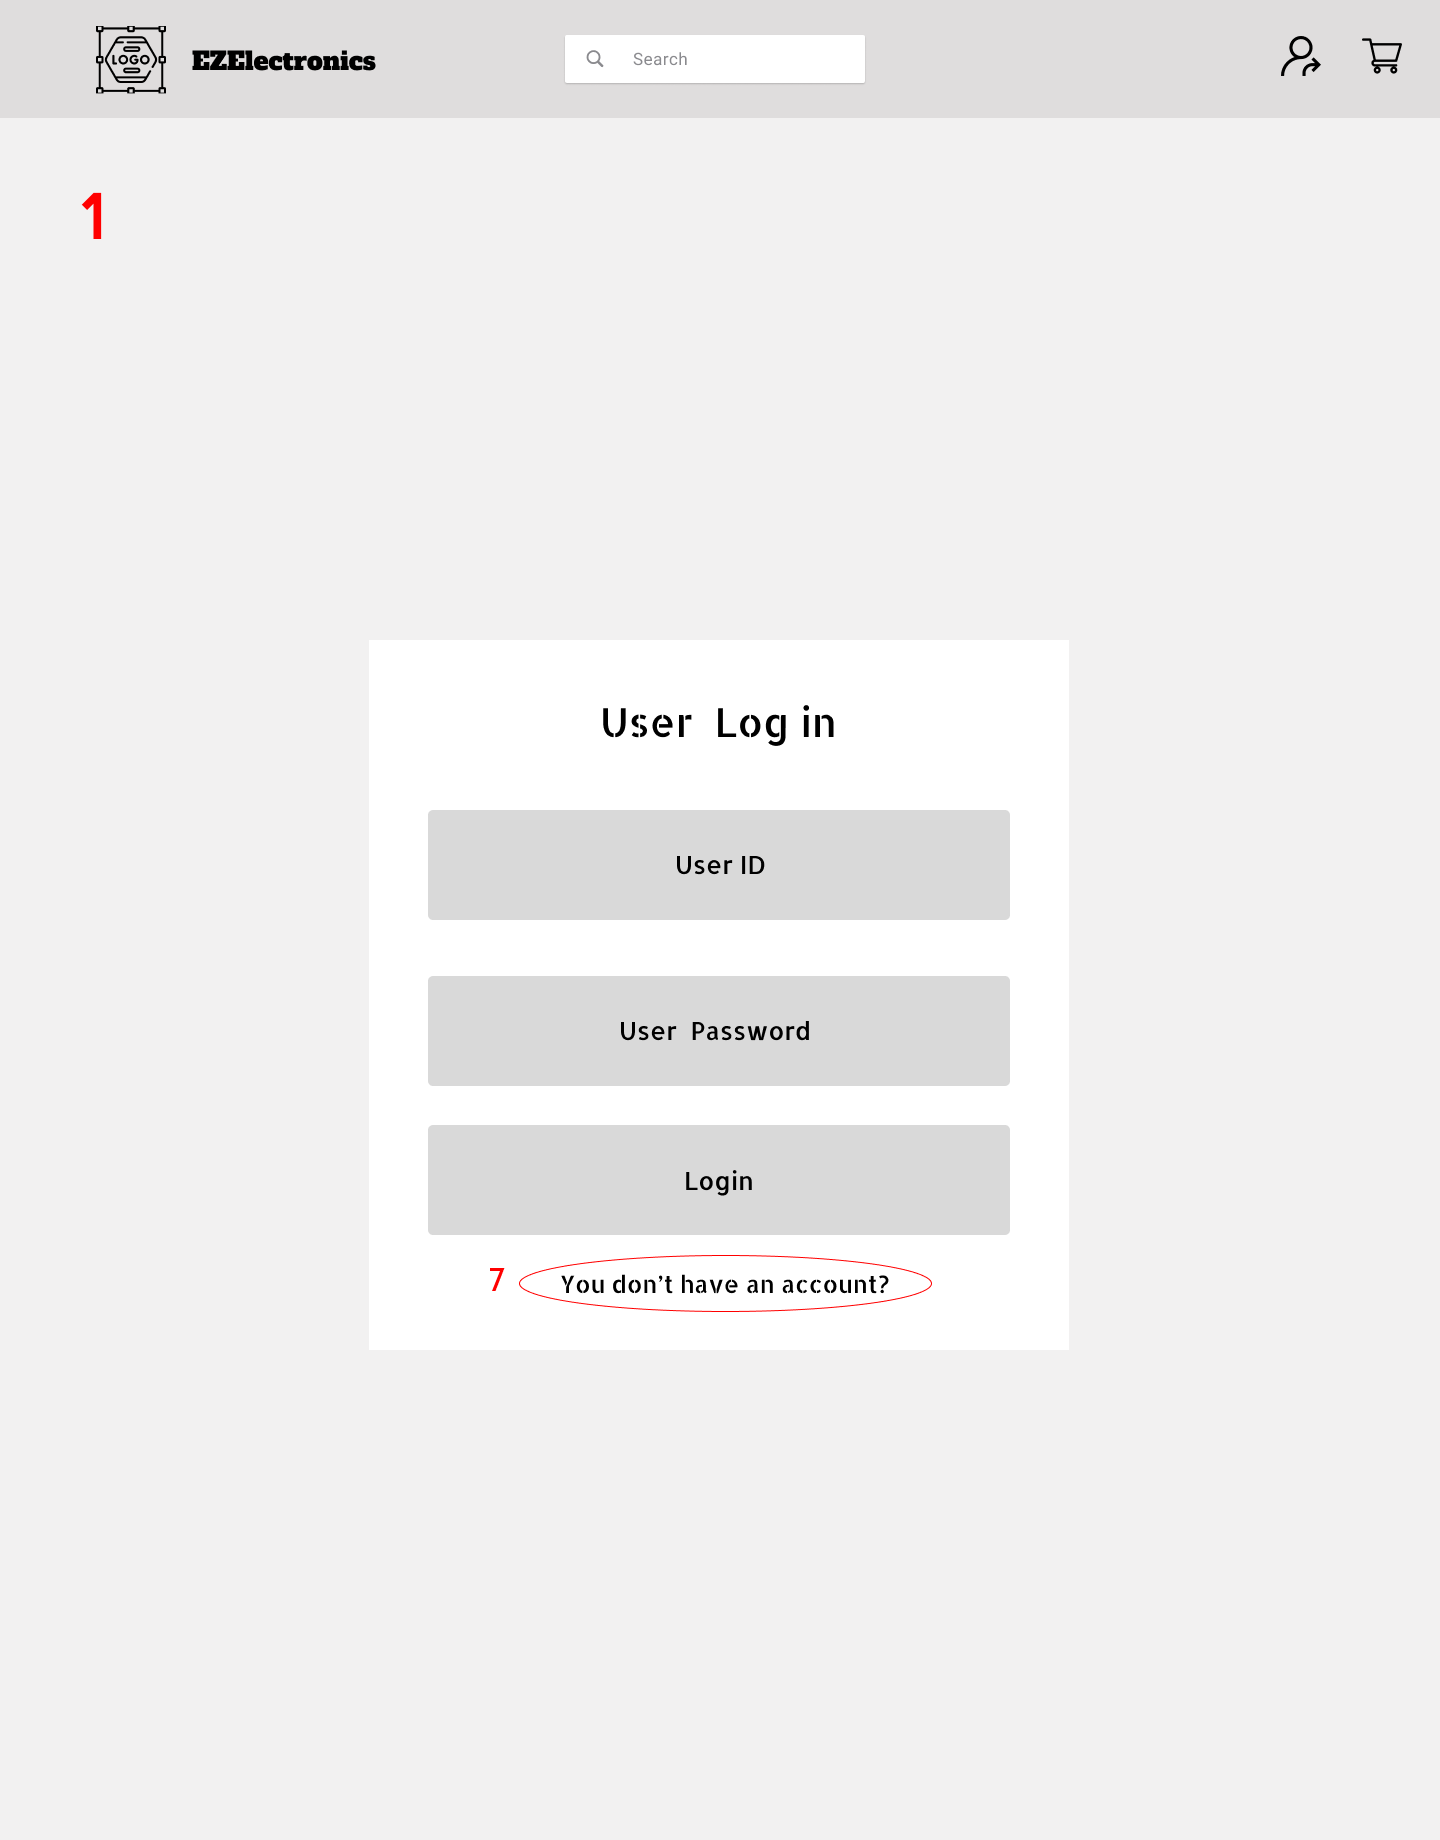 LOGO
EZElectronics
Search
1
User Log in
User ID
User Password
Login
7
You don't have an account?